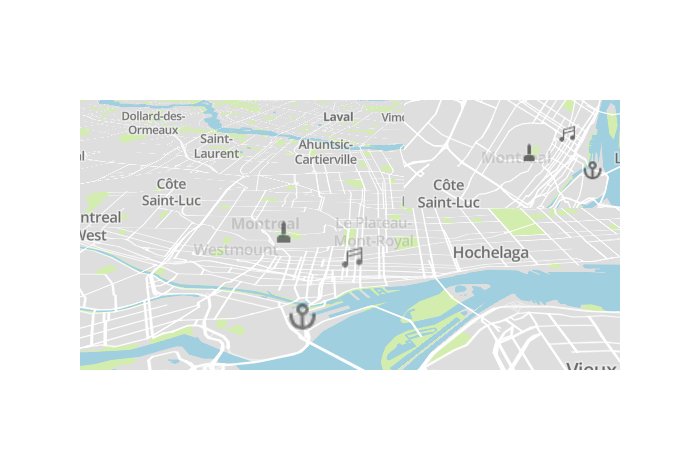 Dollard-des-
Ormeaux
Laval
Saint-
Laurent
Ahuntsic-
Cartierville
Montreal
Côte
Saint-Luc
Côte
Saint-Luc
ntreal
West
Montreal
Le Plateau-
Mont-Royal
Westmount
Hochelaga
Vieux